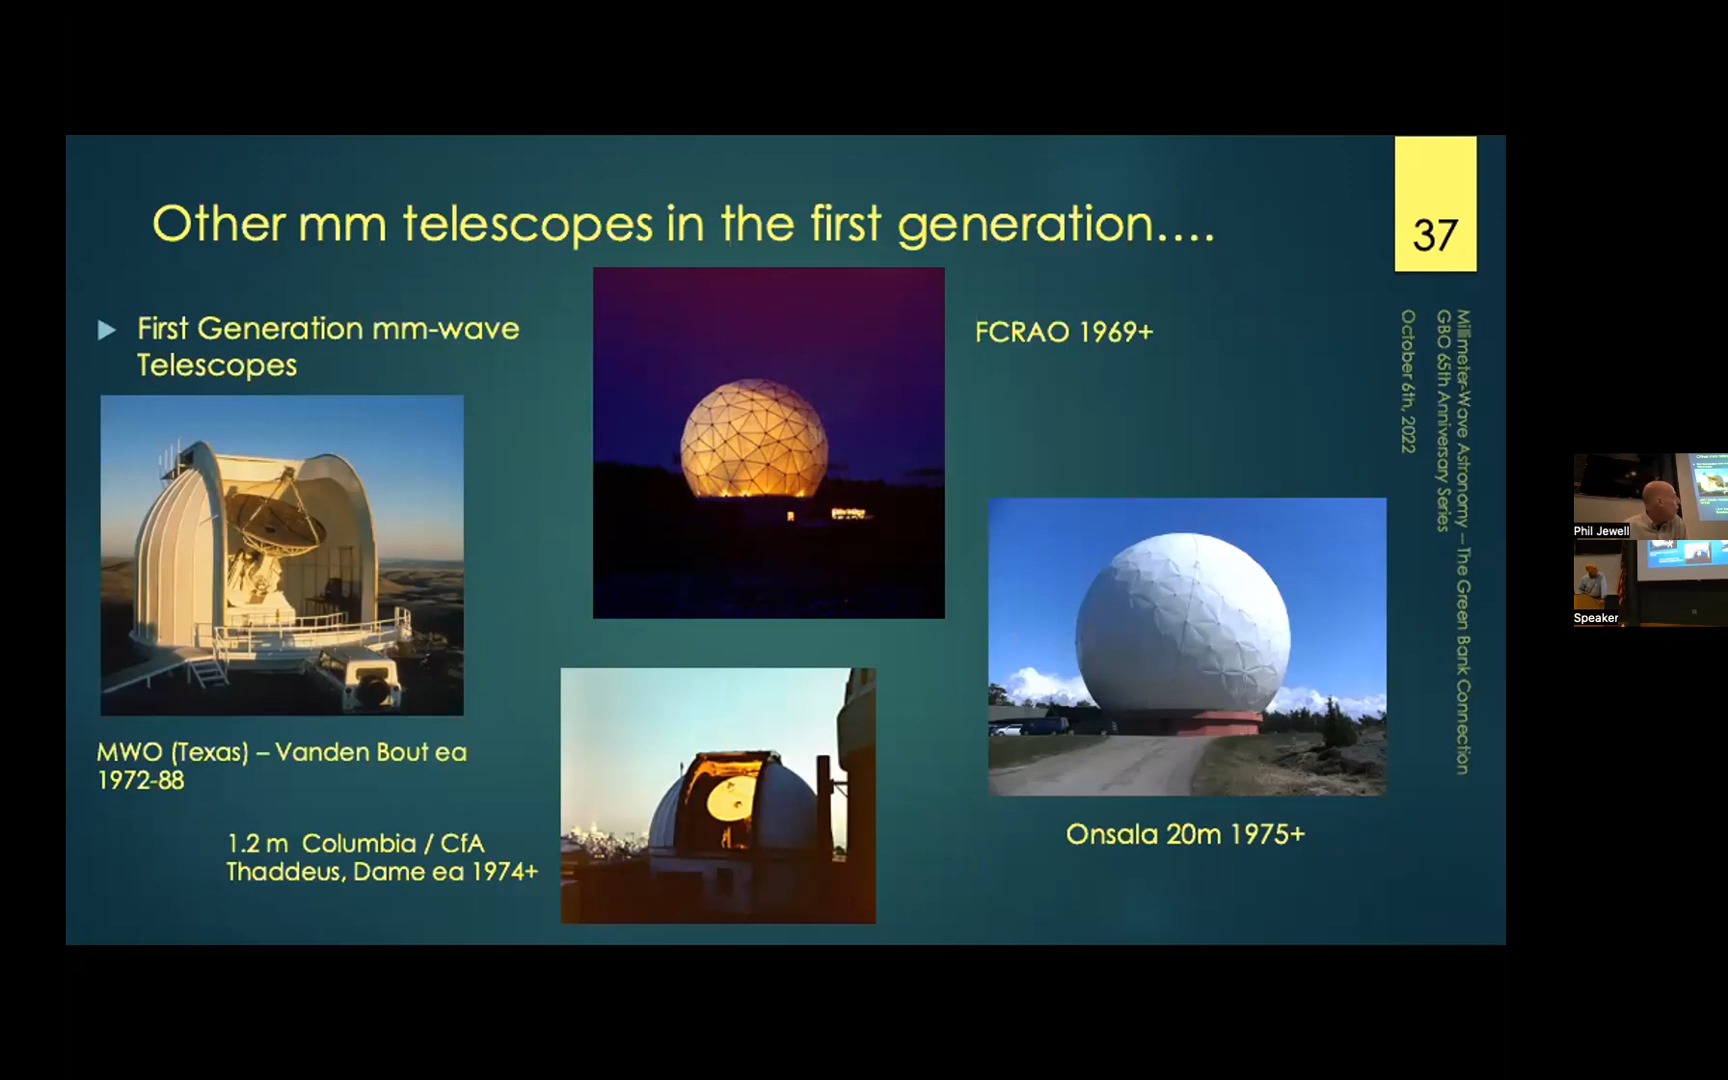 Other mm telescopes in the first generation....
37
First Generation mm-wave
Telescopes
FCRAO 1969+
MWO (Texas) – Vanden Bout ea
1972-88
1.2 m Columbia / CfA
Thaddeus, Dame ea 1974+
Onsala 20m 1975+
Millimeter-Wave Astronomy – The Green Bank Connection
GBO 65th Anniversary Series
October 6th, 2022
Phil Jewell
Speaker